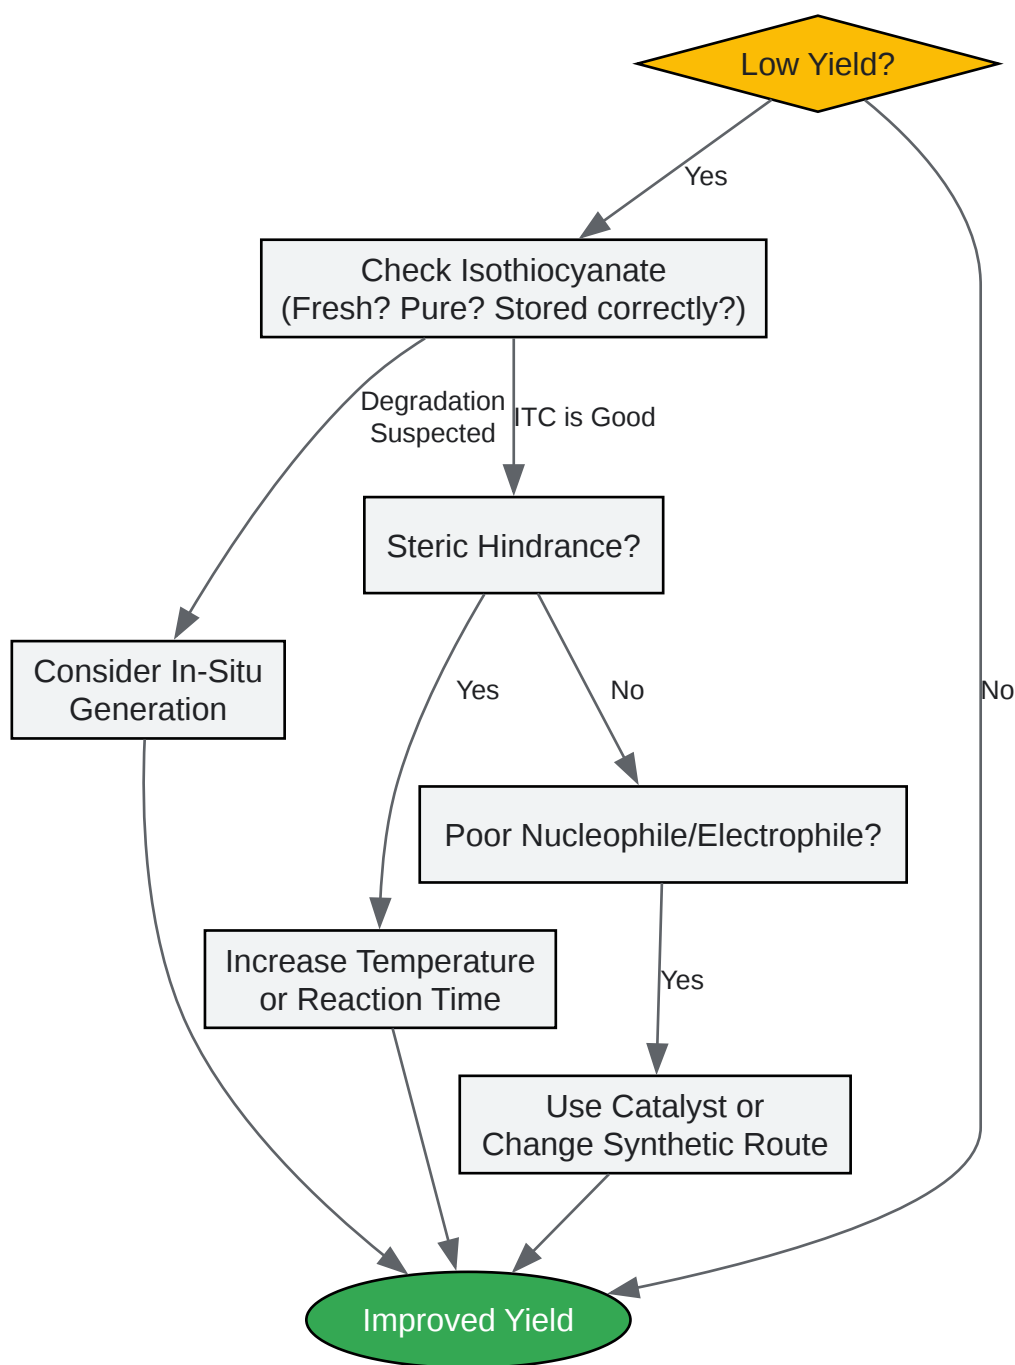 Low Yield?
Yes
Check Isothiocyanate
(Fresh? Pure? Stored correctly?)
Degradation
Suspected
ITC is Good
Steric Hindrance?
Consider In-Situ
Generation
Yes
No
No
Poor Nucleophile/Electrophile?
Increase Temperature
or Reaction Time
Yes
Use Catalyst or
Change Synthetic Route
Improved Yield